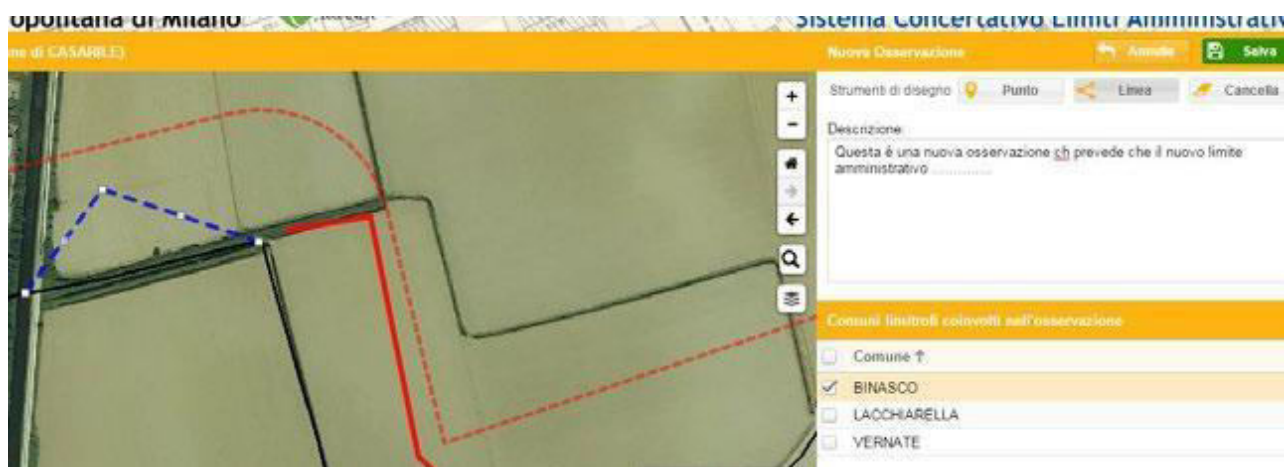 opolitana di Milano
Sistema Concertativo Limiti Amministrativ
ne di CASARILE)
Nuova Osservazione
Annulla
Salva
Strumenti di disegno
Punto
Linea
Cancella
Descrizione
Questa é una nuova osservazione ch prevede che il nuovo limite
amministrativo ..............
Comuni limitrofi coinvolti nell'osservazione
Comune ↑
BINASCO
LACCHIARELLA
VERNATE